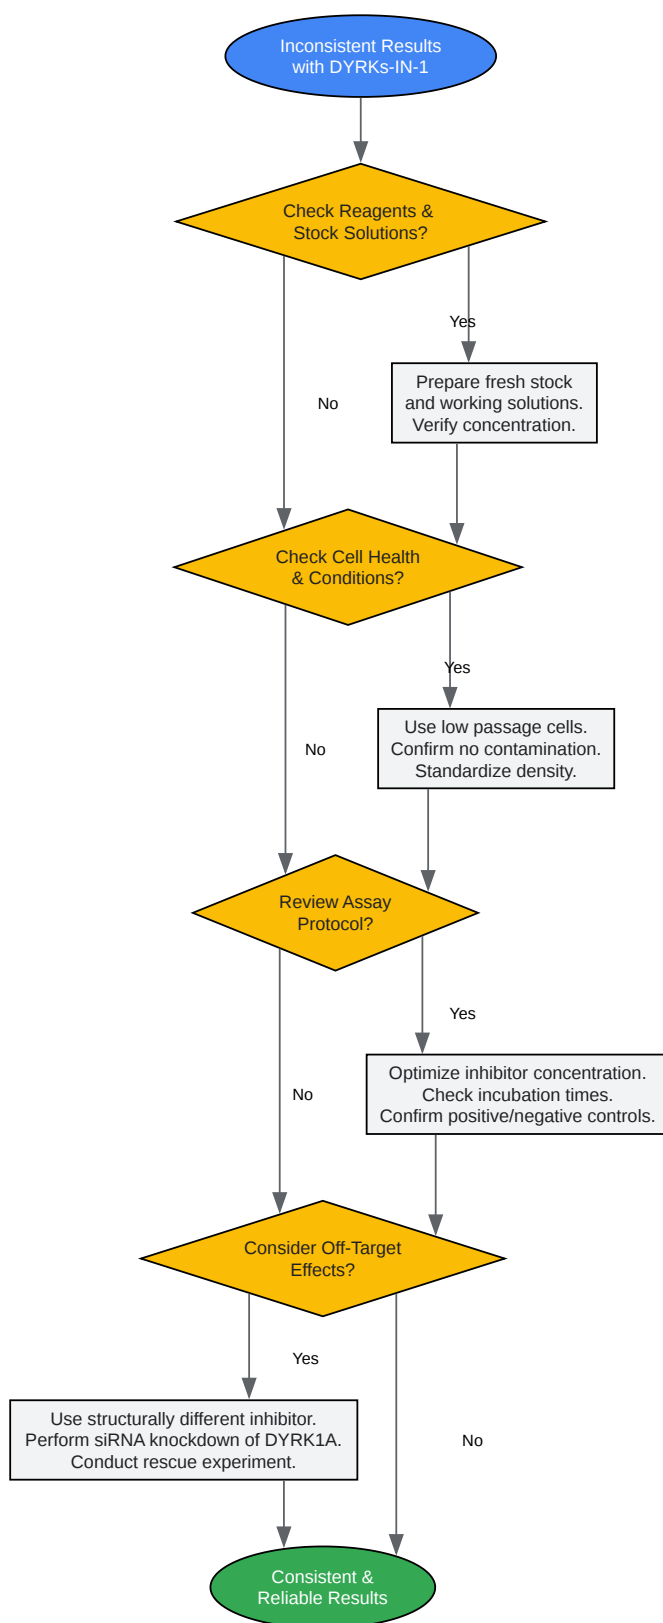 Inconsistent Results
with DYRKs-IN-1
Check Reagents &
Stock Solutions?
Yes
No
Prepare fresh stock
and working solutions.
Verify concentration.
Check Cell Health
& Conditions?
Yes
No
Use low passage cells.
Confirm no contamination.
Standardize density.
Review Assay
Protocol?
Yes
No
Optimize inhibitor concentration.
Check incubation times.
Confirm positive/negative controls.
Consider Off-Target
Effects?
Yes
No
Use structurally different inhibitor.
Perform siRNA knockdown of DYRK1A.
Conduct rescue experiment.
Consistent &
Reliable Results